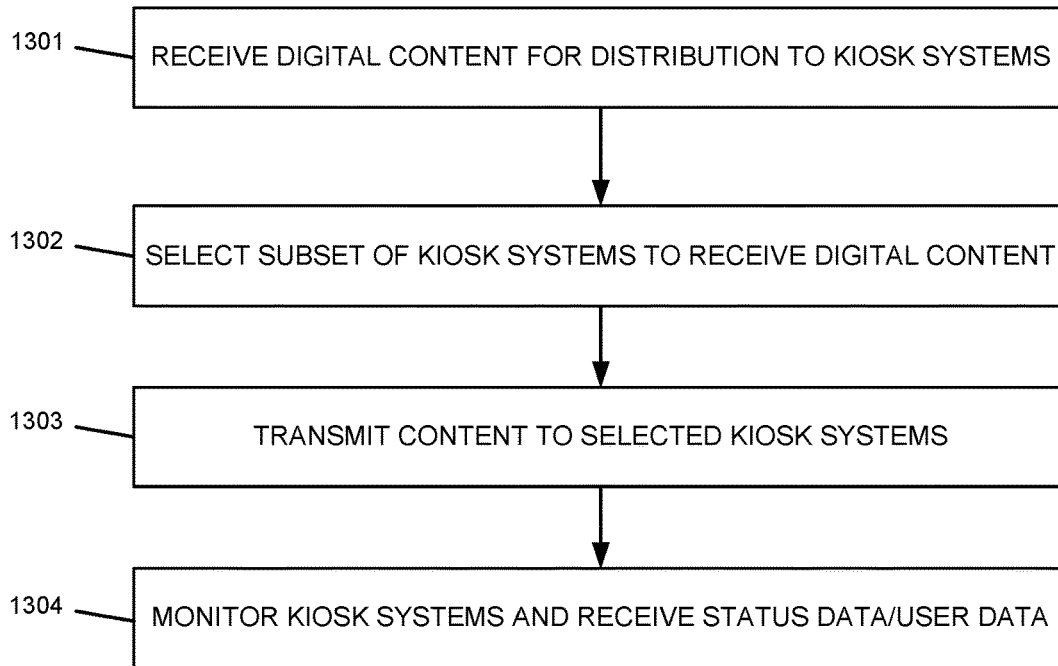 1301
RECEIVE DIGITAL CONTENT FOR DISTRIBUTION TO KIOSK SYSTEMS
1302
SELECT SUBSET OF KIOSK SYSTEMS TO RECEIVE DIGITAL CONTENT
1303
TRANSMIT CONTENT TO SELECTED KIOSK SYSTEMS
1304
MONITOR KIOSK SYSTEMS AND RECEIVE STATUS DATA/USER DATA